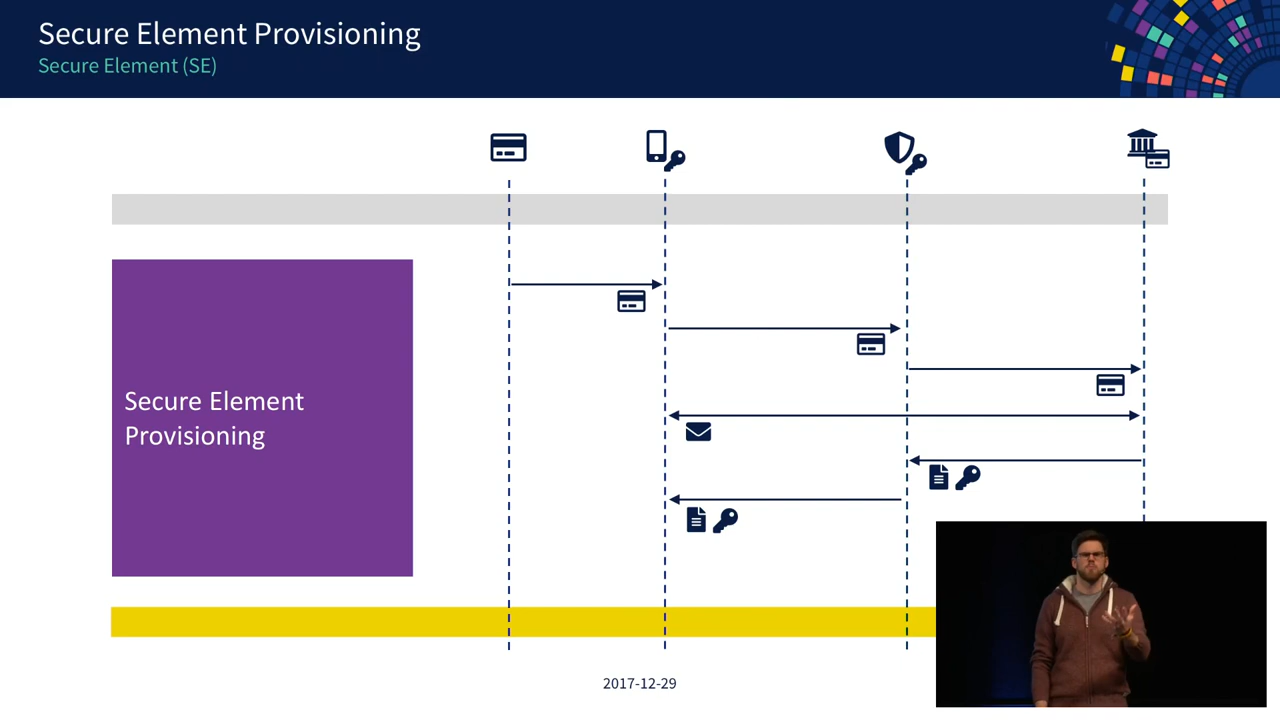 Secure Element Provisioning
Secure Element (SE)
Secure Element
Provisioning
2017-12-29